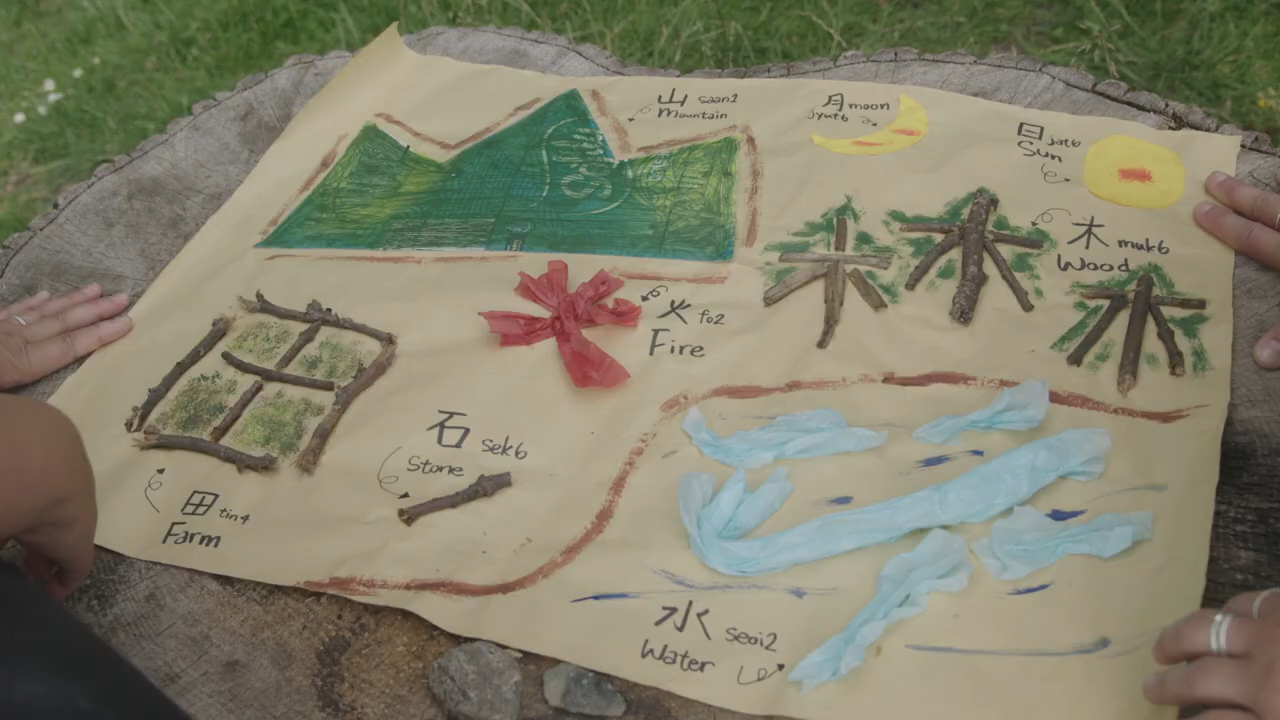 山 saan1
Mountain
月 moon
jyut6
日 jat6
Sun
木 muk6
Wood
火 fo2
Fire
石 sek6
Stone
田 tin4
Farm
水 seoi2
Water